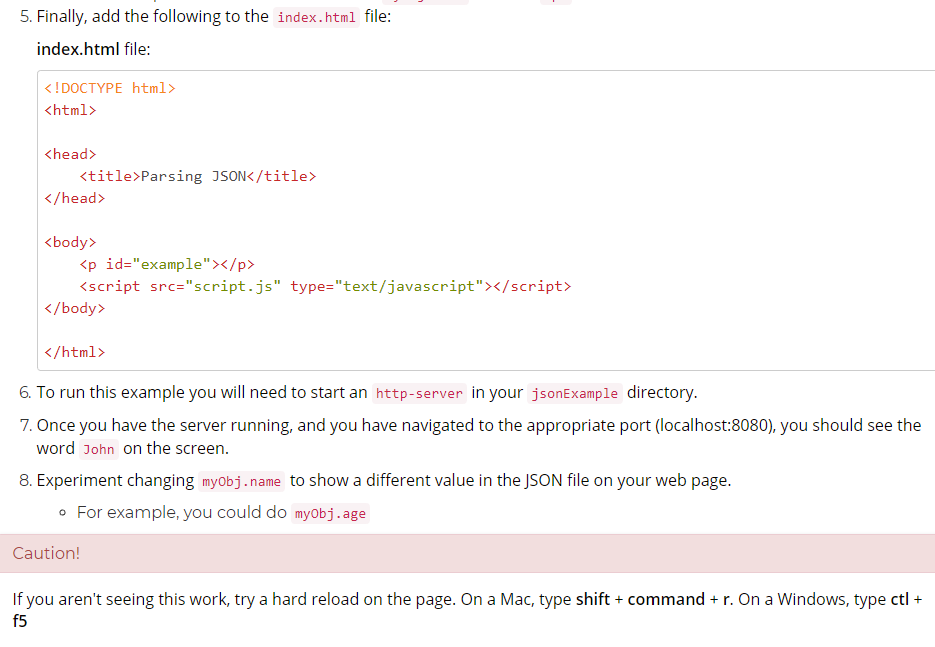 5. Finally, add the following to the index.html file:
index.html file:
<!DOCTYPE html>
<html>
<head>
<title>Parsing JSON</title>
</head>
<body>
<p id="example"></p>
<script src="script.js" type="text/javascript"></script>
</body>
</html>
6. To run this example you will need to start an http-server in your jsonExample directory.
7. Once you have the server running, and you have navigated to the appropriate port (localhost:8080), you should see the
word John on the screen.
8. Experiment changing myObj.name to show a different value in the JSON file on your web page.
◦ For example, you could do myObj.age
Caution!
If you aren't seeing this work, try a hard reload on the page. On a Mac, type shift + command + r. On a Windows, type ctl +
f5